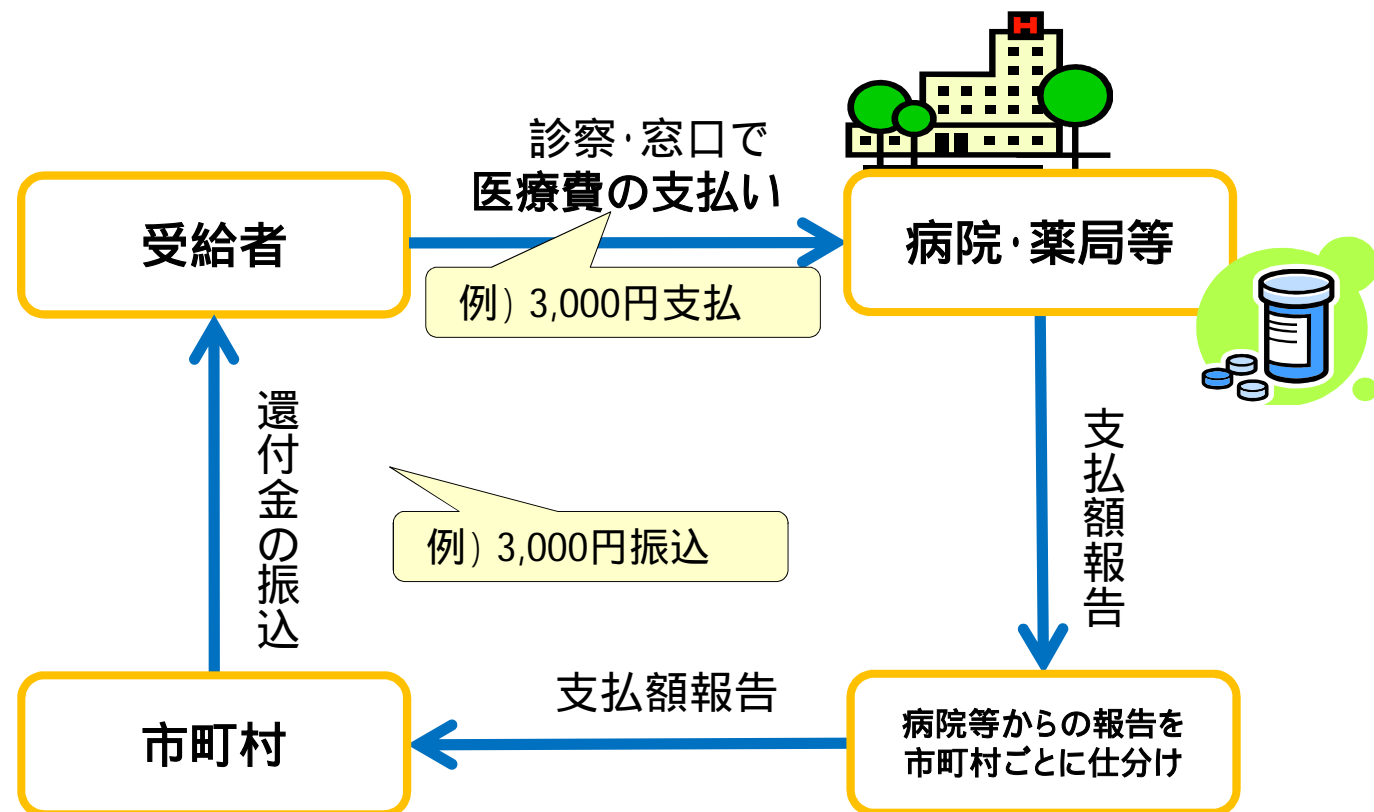 H
診察･窓口で
医療費の支払い
受給者
病院･薬局等
例) 3,000円支払
還付金の振込
支払額報告
例) 3,000円振込
支払額報告
市町村
病院等からの報告を
市町村ごとに仕分け